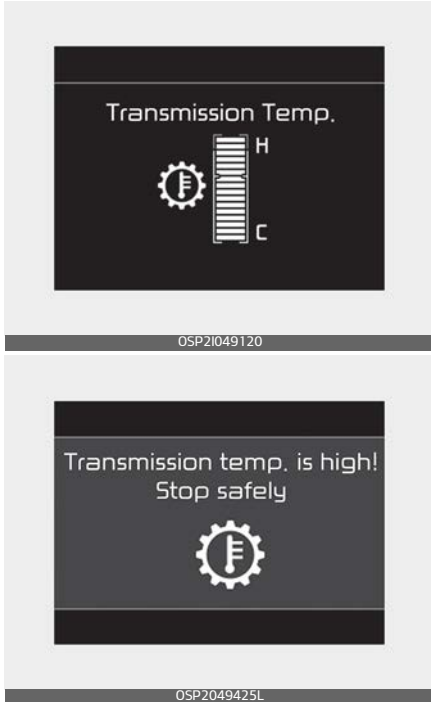 Transmission Temp.
H
C
OSP2I049120
Transmission temp. is high!
Stop safely
OSP2049425L